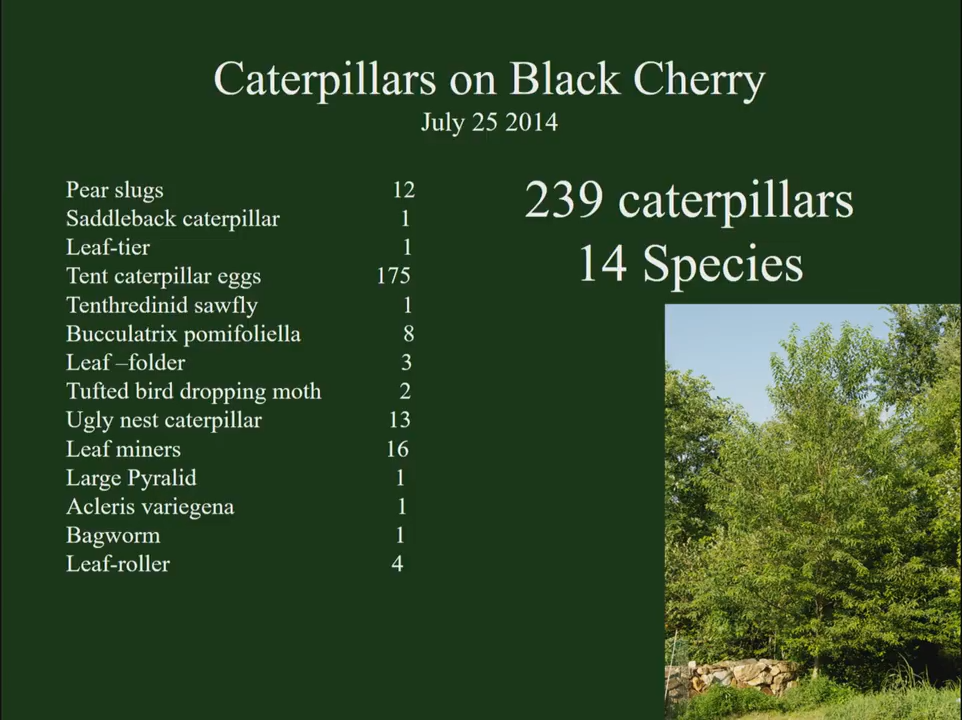 Caterpillars on Black Cherry
July 25 2014
Pear slugs 12
Saddleback caterpillar 1
Leaf-tier 1
Tent caterpillar eggs 175
Tenthredinid sawfly 1
Bucculatrix pomifoliella 8
Leaf –folder 3
Tufted bird dropping moth 2
Ugly nest caterpillar 13
Leaf miners 16
Large Pyralid 1
Acleris variegena 1
Bagworm 1
Leaf-roller 4
239 caterpillars
14 Species